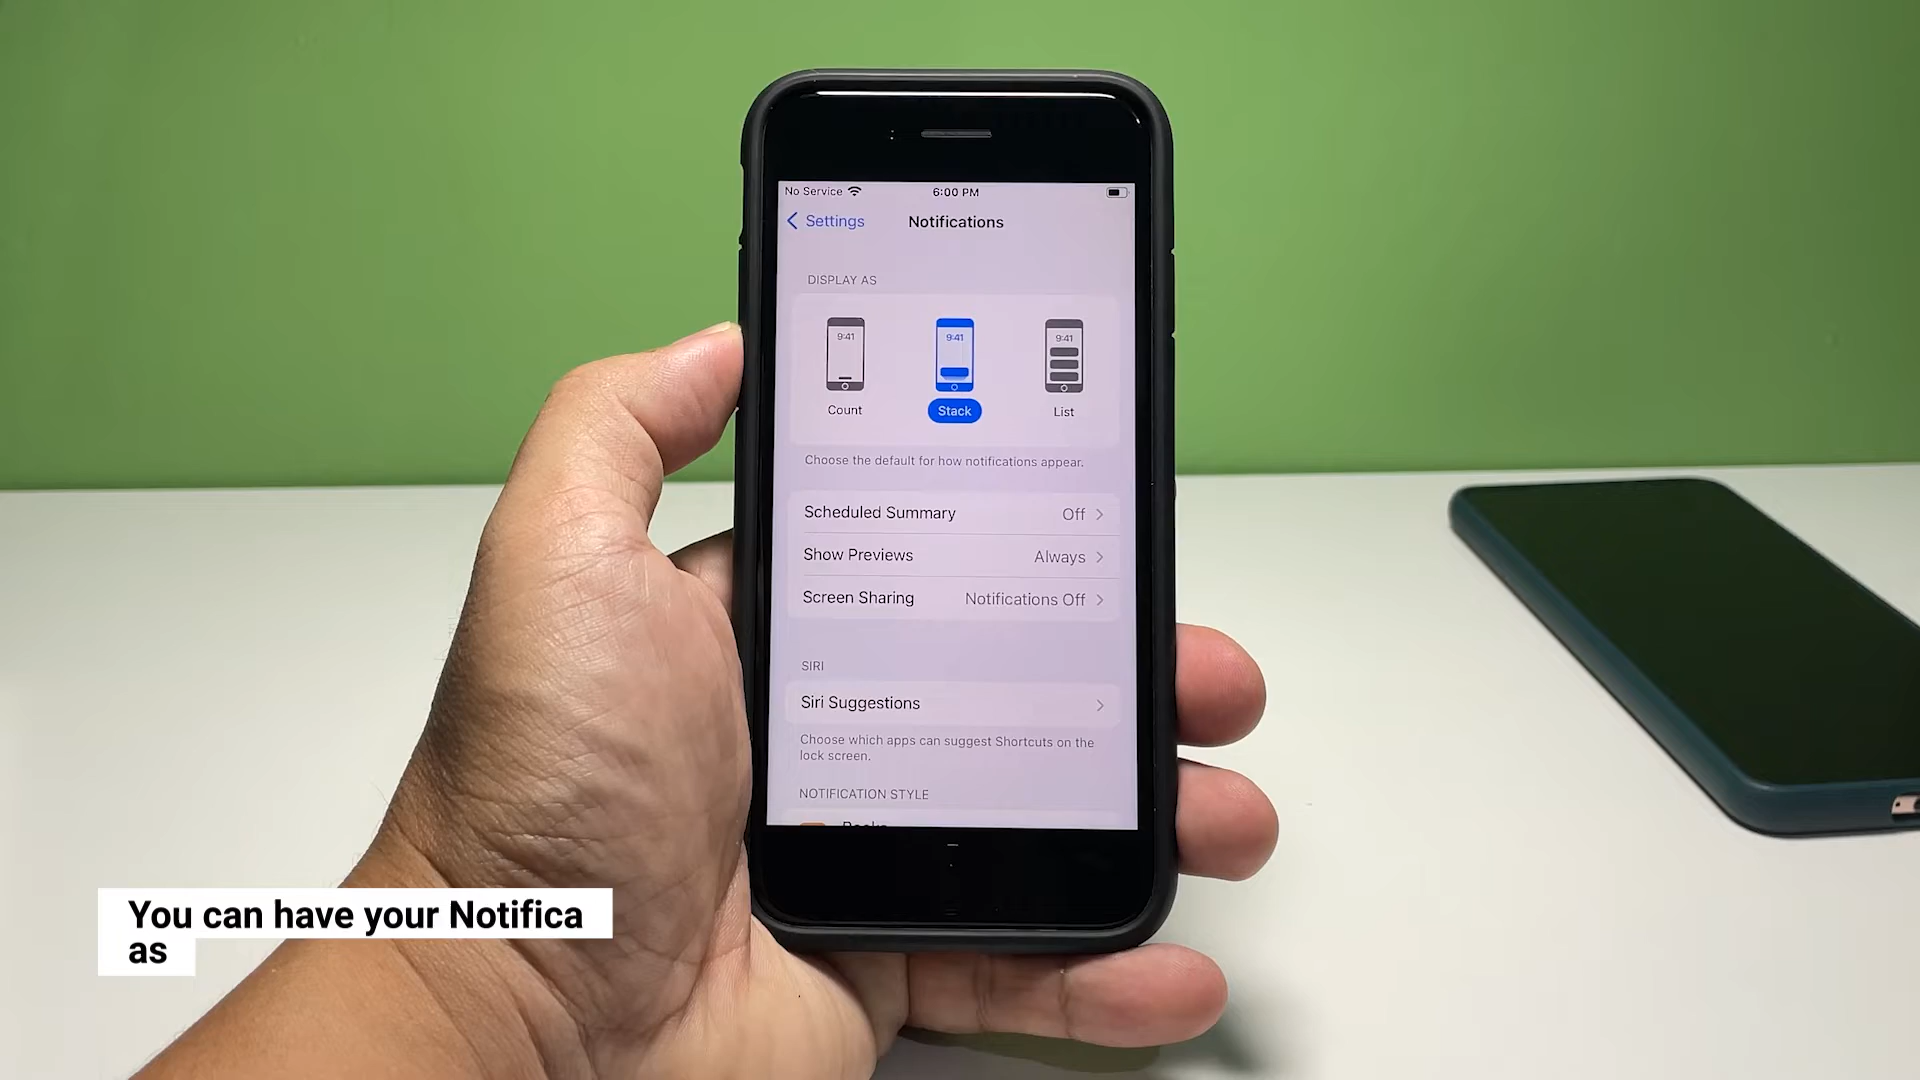 No Service 6:00 PM
Settings Notifications
DISPLAY AS
9:41 9:41 9:41
Count Stack List
Choose the default for how notifications appear.
Scheduled Summary Off
Show Previews Always
Screen Sharing Notifications Off
SIRI
Siri Suggestions
Choose which apps can suggest Shortcuts on the
lock screen.
NOTIFICATION STYLE
Books
You can have your Notifica
as